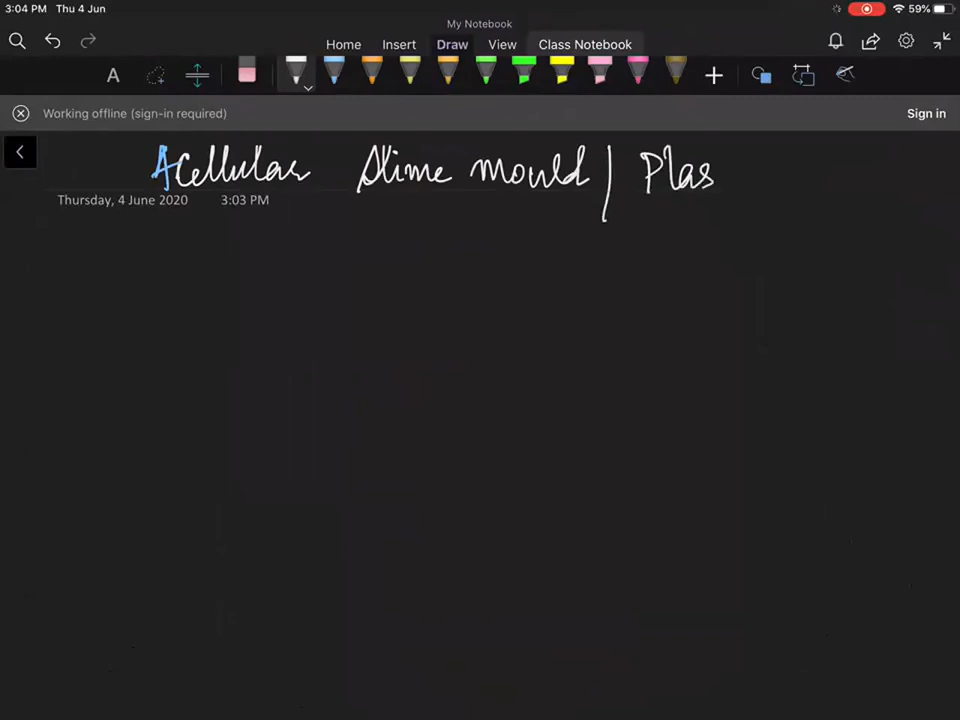 3:04 PM Thu 4 Jun 59%
My Notebook
Home Insert Draw View Class Notebook
A
Working offline (sign-in required) Sign in
Acellular Slime mould | Plas
Thursday, 4 June 2020 3:03 PM